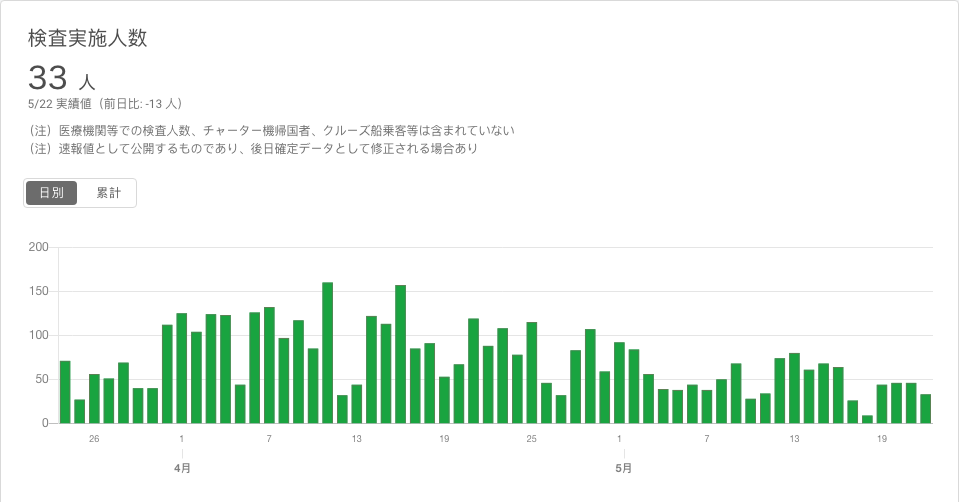 検査実施人数
33 人
5/22 実績値（前日比: -13 人）
（注）医療機関等での検査人数、チャーター機帰国者、クルーズ船乗客等は含まれていない
（注）速報値として公開するものであり、後日確定データとして修正される場合あり
日別 累計
200
150
100
50
0
26 1 7 13 19 25 1 7 13 19
4月 5月